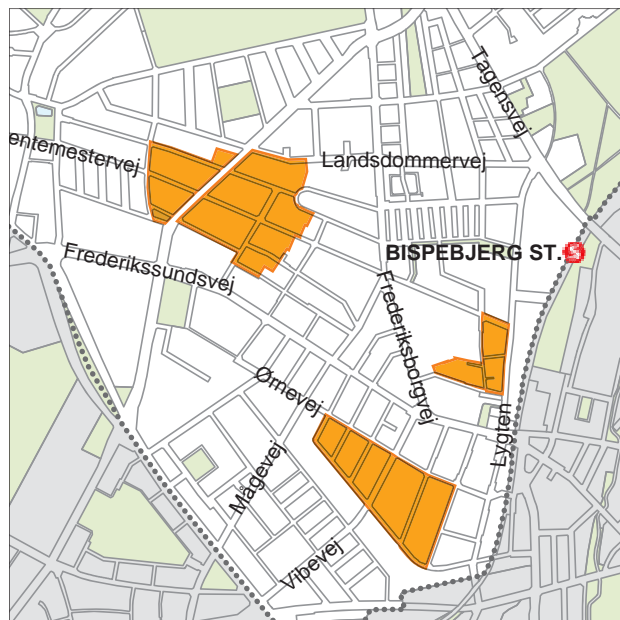 Tagensvej
entemestervej
Landsdommervej
BISPEBJERG ST.
Frederikssundsvej
Frederiksborgvej
Ørnevej
Lygten
Mågevej
Vibevej